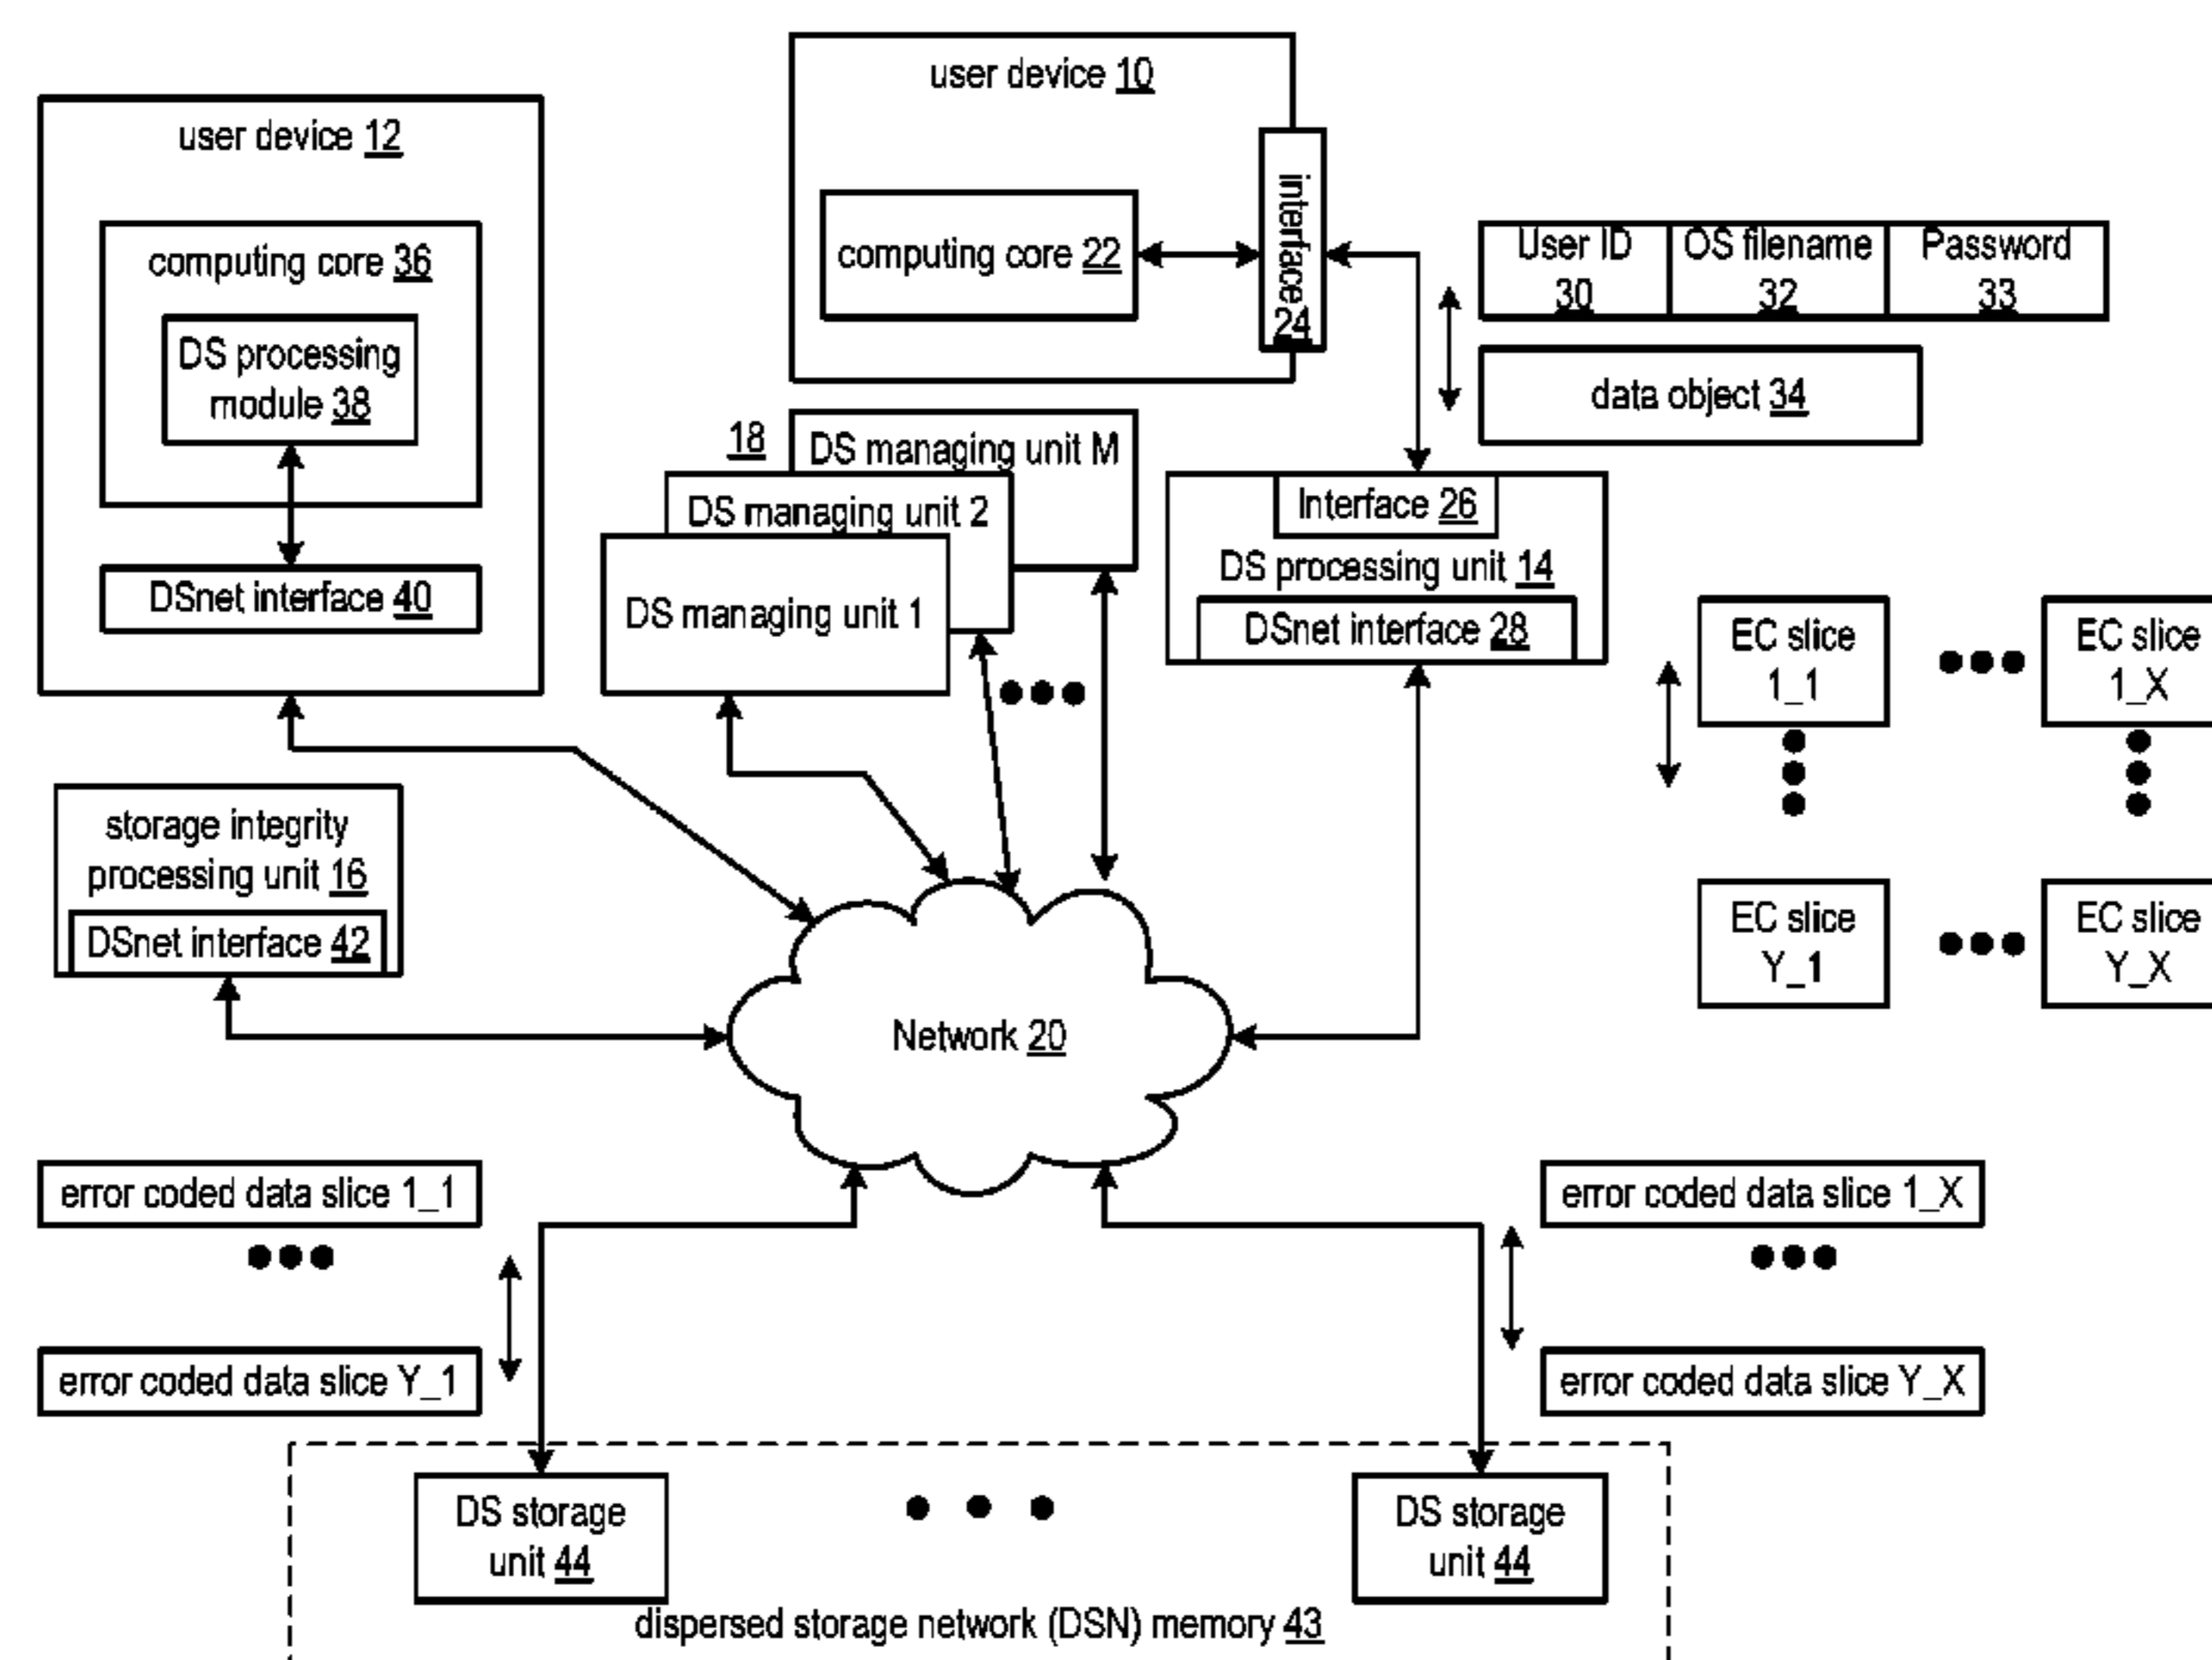 user device 10
user device 12
interface 24
computing core 22
computing core 36
User ID 30
OS filename 32
Password 33
DS processing
module 38
data object 34
18
DS managing unit M
DS managing unit 2
DS managing unit 1
Interface 26
DS processing unit 14
DSnet interface 28
DSnet interface 40
EC slice
1_1
EC slice
1_X
storage integrity
processing unit 16
DSnet interface 42
EC slice
Y_1
EC slice
Y_X
Network 20
error coded data slice 1_1
error coded data slice 1_X
error coded data slice Y_1
error coded data slice Y_X
DS storage
unit 44
DS storage
unit 44
dispersed storage network (DSN) memory 43